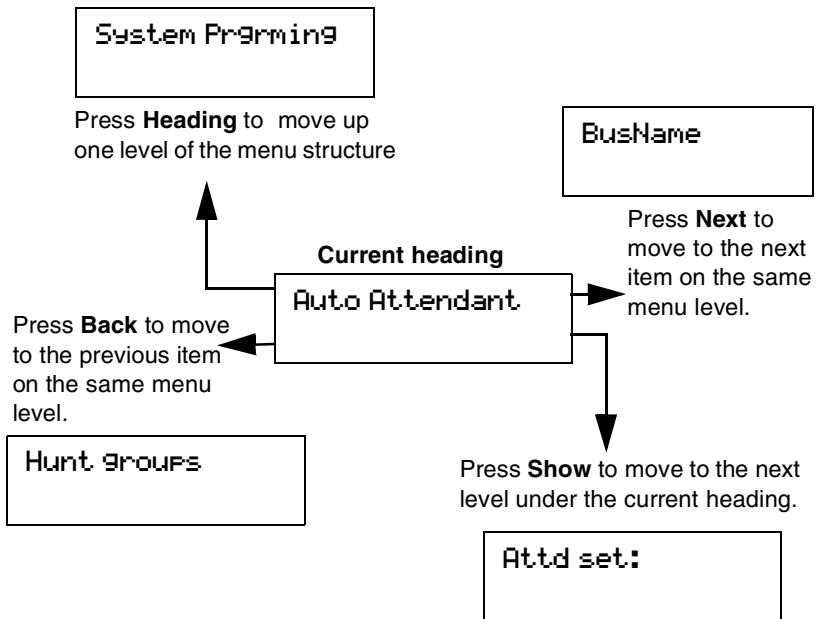 System Prgrming
Press Heading to move up
one level of the menu structure
BusName
Press Next to
move to the next
item on the same
menu level.
Current heading
Auto Attendant
Press Back to move
to the previous item
on the same menu
level.
Hunt groups
Press Show to move to the next
level under the current heading.
Attd set: